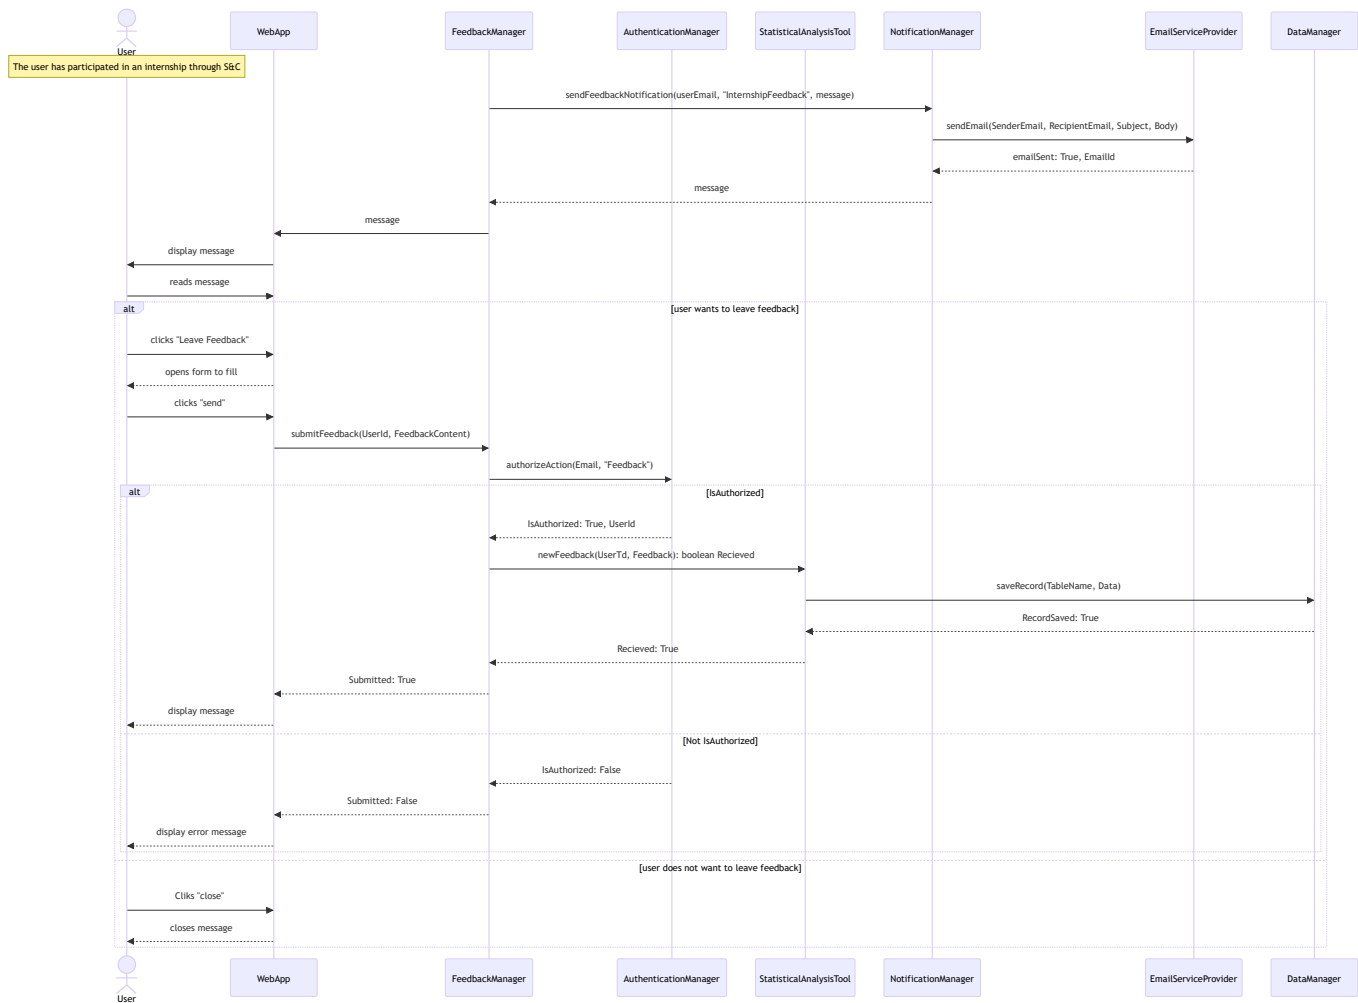 User
WebApp
FeedbackManager
AuthenticationManager
StatisticalAnalysisTool
NotificationManager
EmailServiceProvider
DataManager
The user has participated in an internship through S&C
sendFeedbackNotification(userEmail, "InternshipFeedback", message)
sendEmail(SenderEmail, RecipientEmail, Subject, Body)
emailSent: True, EmailId
message
message
display message
reads message
alt
[user wants to leave feedback]
clicks "Leave Feedback"
opens form to fill
clicks "send"
submitFeedback(UserId, FeedbackContent)
authorizeAction(Email, "Feedback")
alt
[IsAuthorized]
IsAuthorized: True, UserId
newFeedback(UserTd, Feedback): boolean Recieved
saveRecord(TableName, Data)
RecordSaved: True
Recieved: True
Submitted: True
display message
[Not IsAuthorized]
IsAuthorized: False
Submitted: False
display error message
[user does not want to leave feedback]
Cliks "close"
closes message
User
WebApp
FeedbackManager
AuthenticationManager
StatisticalAnalysisTool
NotificationManager
EmailServiceProvider
DataManager